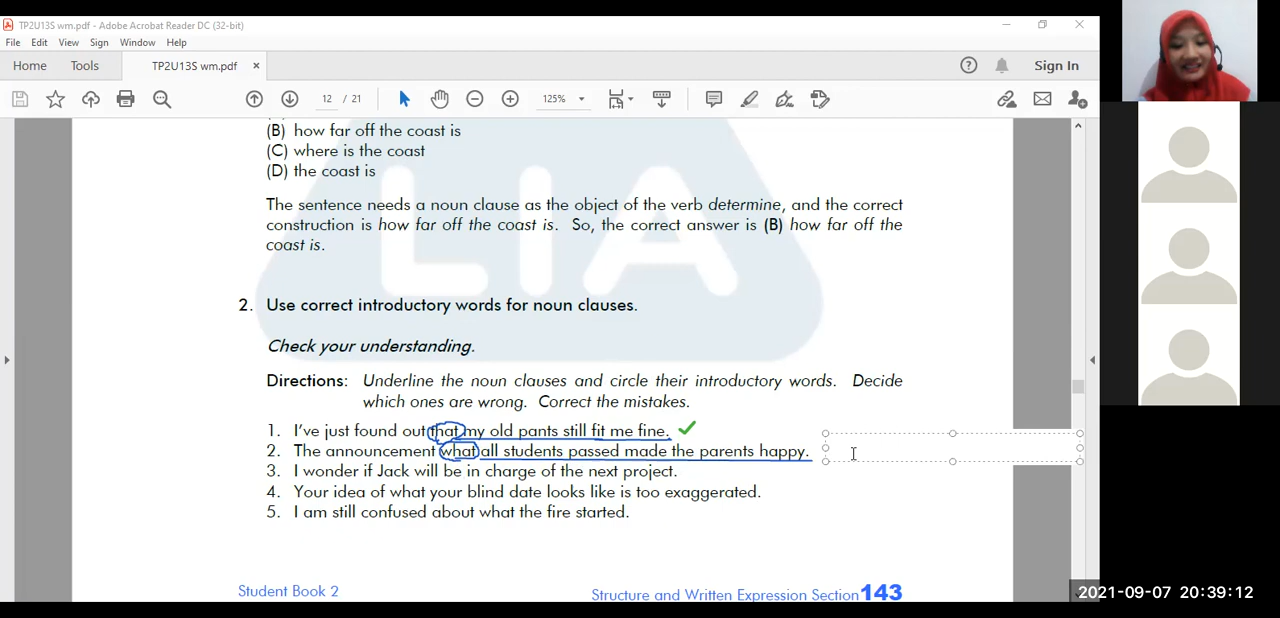 TP2U13S wm.pdf - Adobe Acrobat Reader DC (32-bit)
File Edit View Sign Window Help
Home Tools TP2U13S wm.pdf × Sign In
12 / 21 125%
(B) how far off the coast is
(C) where is the coast
(D) the coast is
The sentence needs a noun clause as the object of the verb determine, and the correct
construction is how far off the coast is. So, the correct answer is (B) how far off the
coast is.
LIA
2. Use correct introductory words for noun clauses.
Check your understanding.
Directions: Underline the noun clauses and circle their introductory words. Decide
which ones are wrong. Correct the mistakes.
1. I've just found out that my old pants still fit me fine.
2. The announcement what all students passed made the parents happy.
3. I wonder if Jack will be in charge of the next project.
4. Your idea of what your blind date looks like is too exaggerated.
5. I am still confused about what the fire started.
Student Book 2 Structure and Written Expression Section 143
2021-09-07 20:39:12